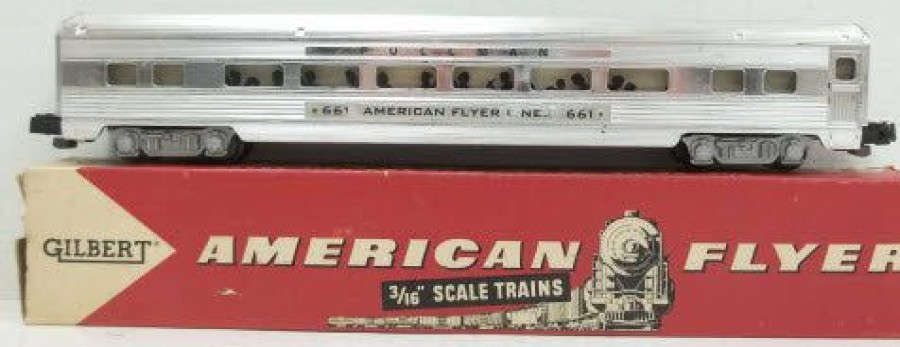 PULLMAN
661 AMERICAN FLYER LINES 661
GILBERT®
AMERICAN FLYER
3/16" SCALE TRAINS